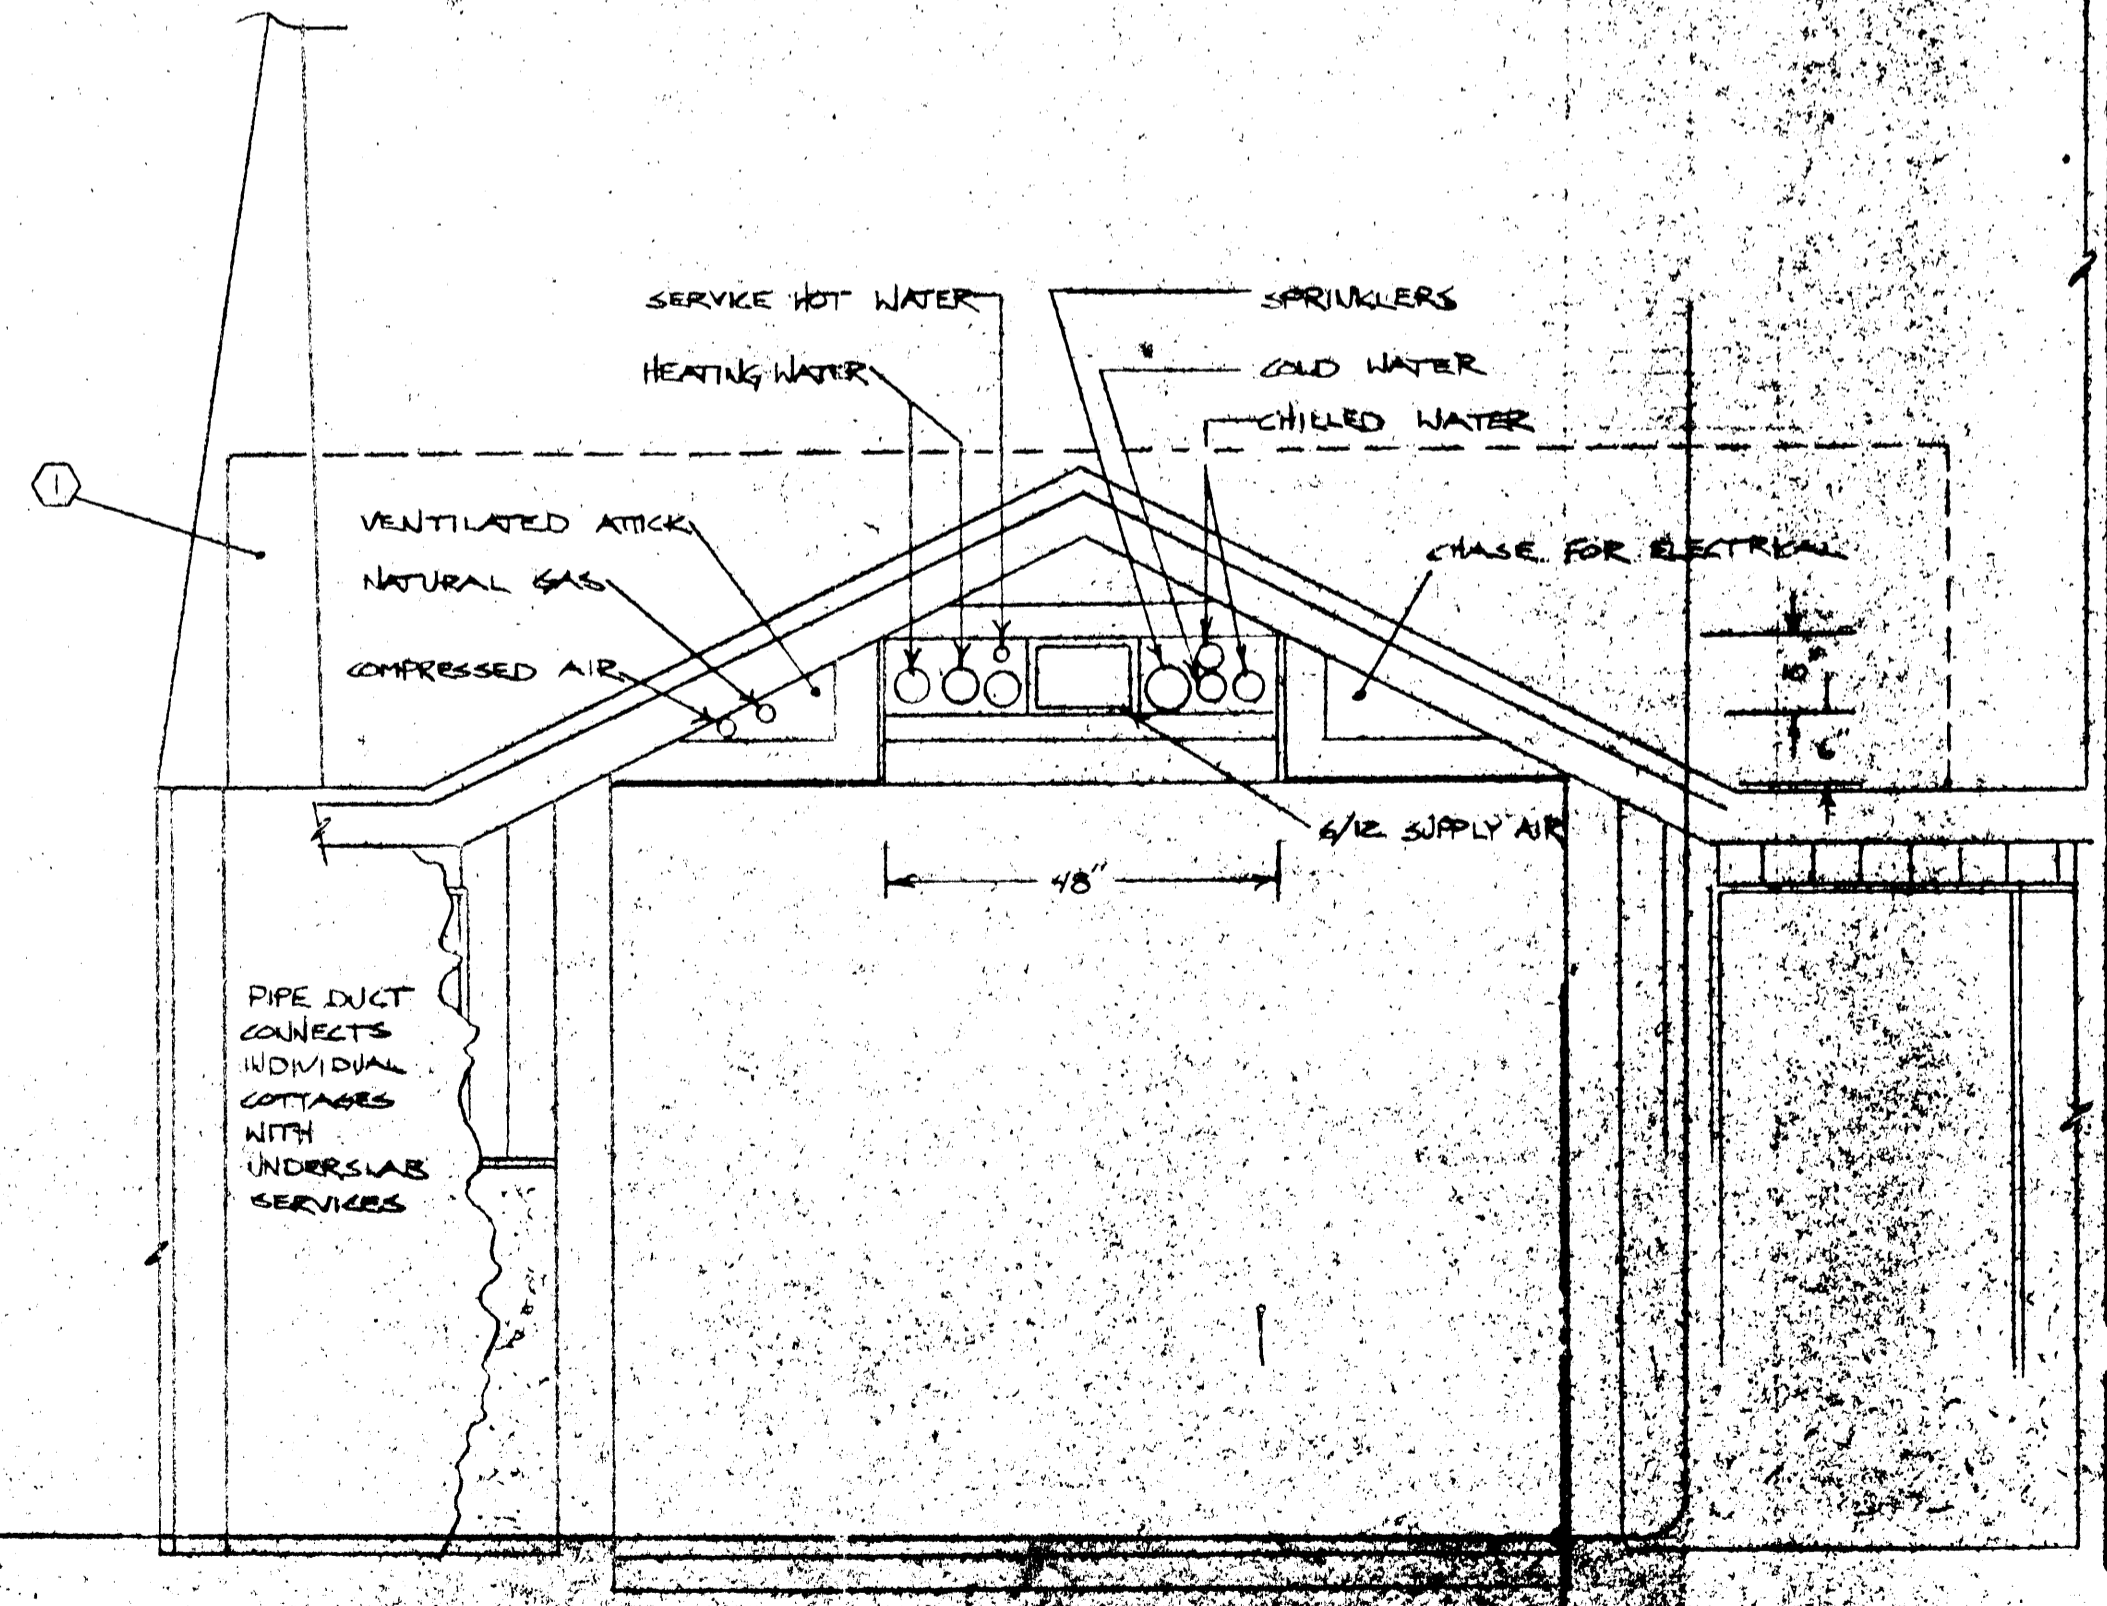 SERVICE HOT WATER
SPRINKLERS
HEATING WATER
COLD WATER
CHILLED WATER
1
VENTILATED ATTICK
CHASE FOR ELECTRICAL
NATURAL GAS
COMPRESSED AIR
10"
6"
6/12 SUPPLY AIR
48"
PIPE DUCT
CONNECTS
INDIVIDUAL
COTTAGES
WITH
UNDERSLAB
SERVICES